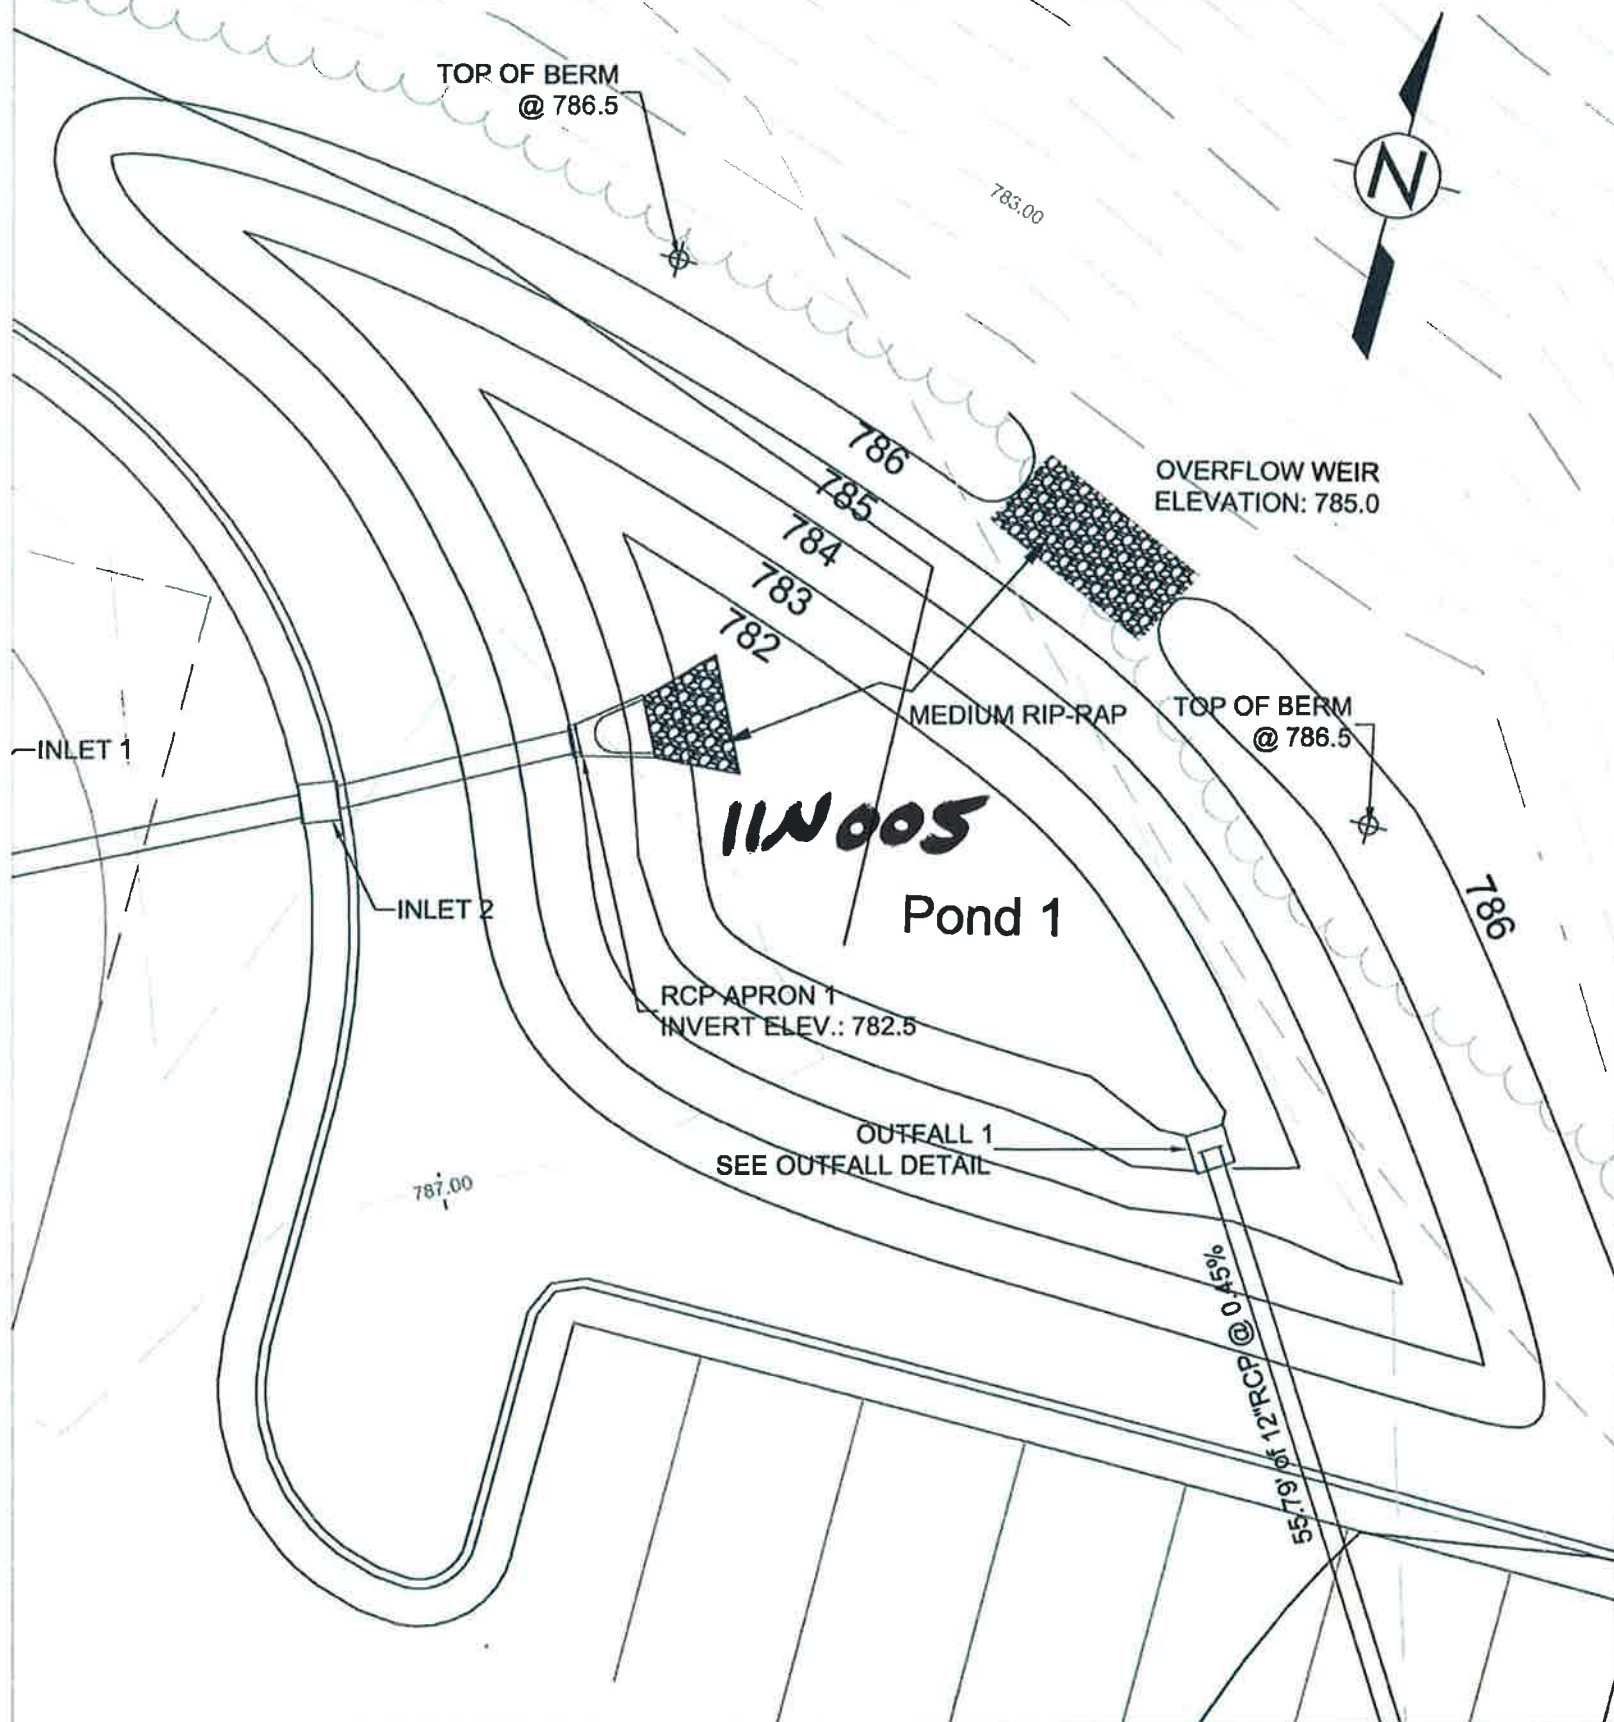 TOP OF BERM
@ 786.5
N
783.00
786
785
784
783
782
OVERFLOW WEIR
ELEVATION: 785.0
MEDIUM RIP-RAP
TOP OF BERM
@ 786.5
INLET 1
11N005
Pond 1
786
INLET 2
RCP APRON 1
INVERT ELEV.: 782.5
OUTFALL 1
SEE OUTFALL DETAIL
787.00
55.79' of 12"RCP @ 0.45%